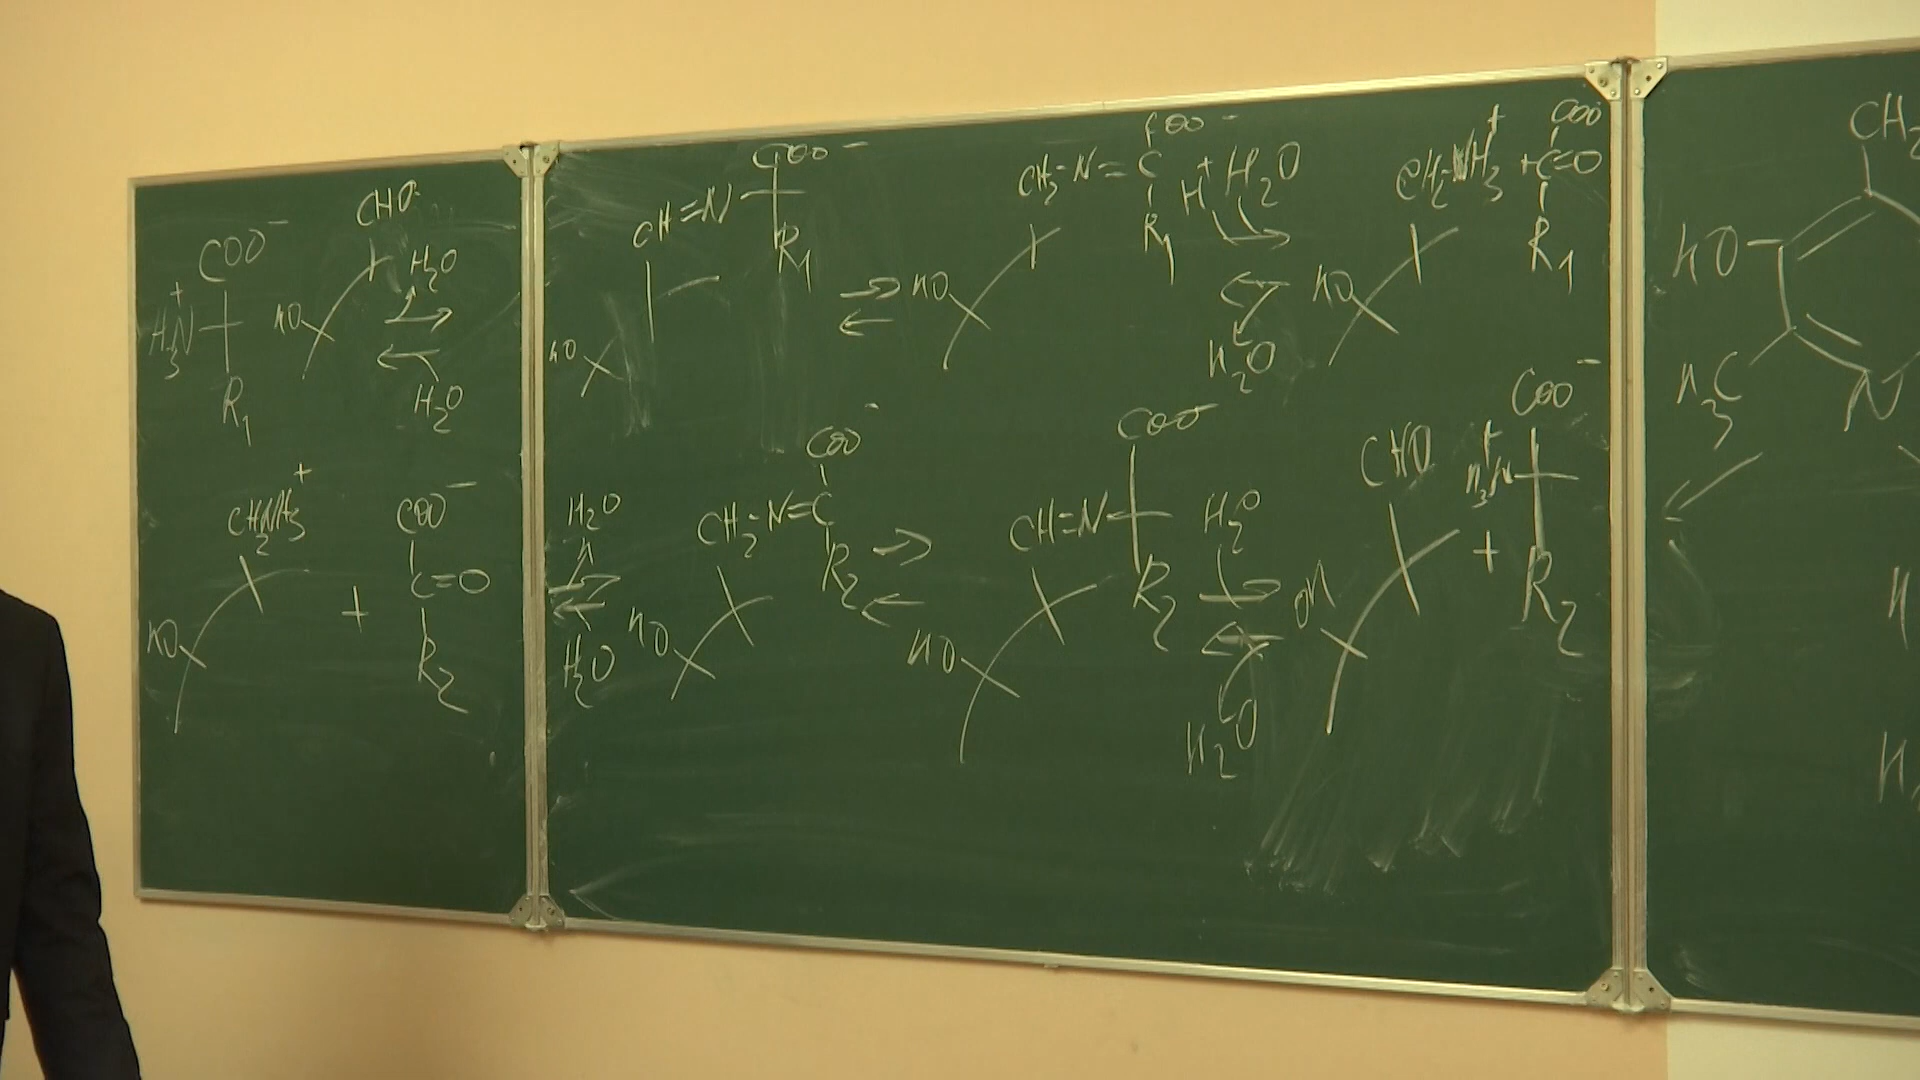 COO⁻ CHO H₂O
H₃N⁺ HO
R₁ H₂O
CH=N COO⁻
R₁
HO
CH₂-N=C COO⁻ H⁺ H₂O
R₁
HO
H₂O
CH₂-NH₃⁺ + C=O COO
R₁
HO
CH₂NH₃⁺ COO⁻
+ C=O
HO R₂
H₂O
H₂O
CH₂-N=C COO⁻
R₂
HO
CH=N COO⁻
R₂
HO
H₂O
H₂O
CHO H₃N⁺ COO⁻
OH + R₂
CH₂
HO
H₃C
N
H
H₂